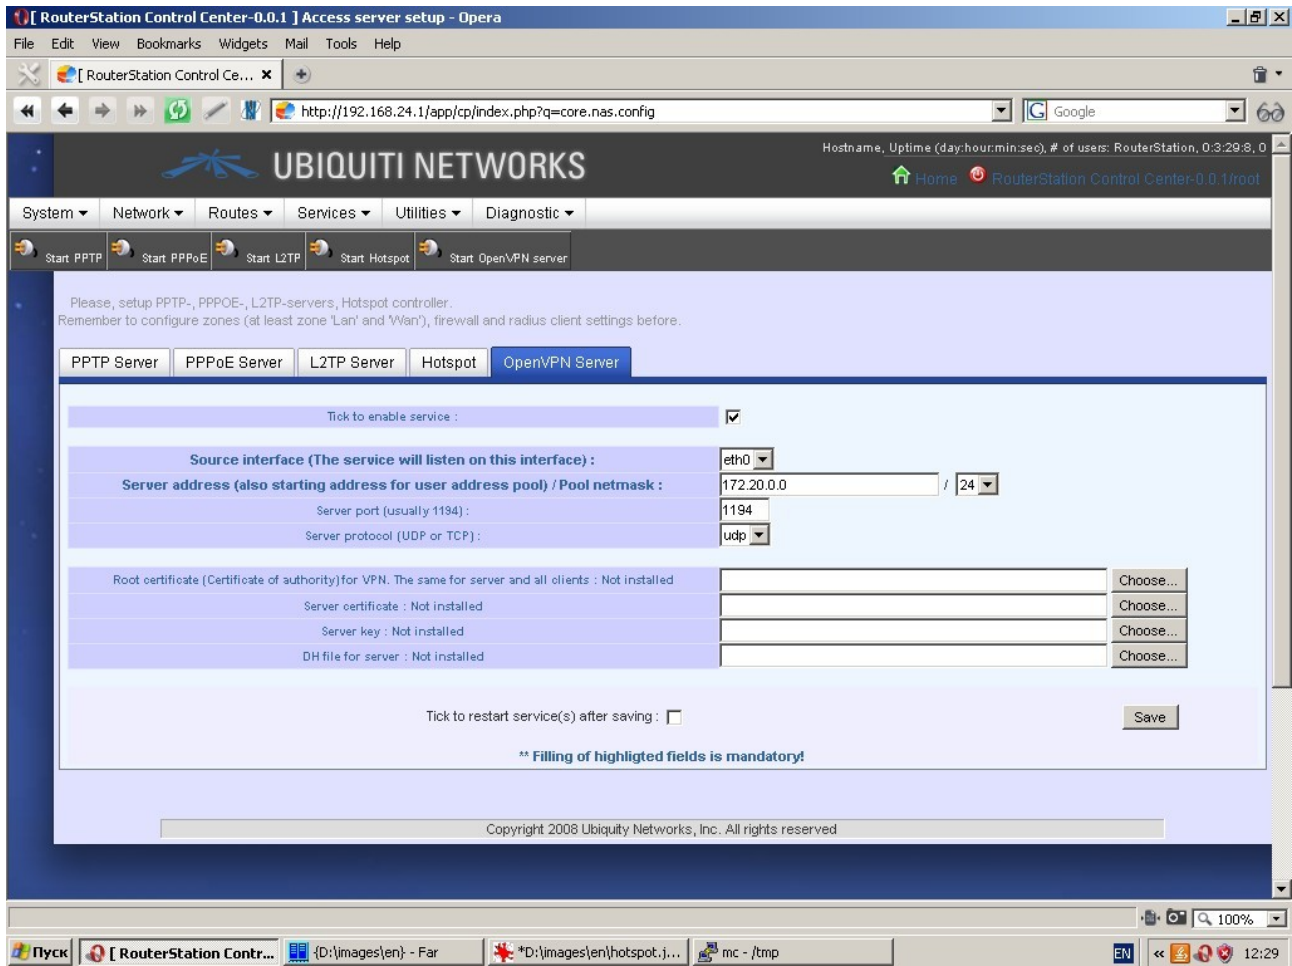 [ RouterStation Control Center-0.0.1 ] Access server setup - Opera
File Edit View Bookmarks Widgets Mail Tools Help
[ RouterStation Control Ce...
http://192.168.24.1/app/cp/index.php?q=core.nas.config Google
Hostname, Uptime (day:hour:min:sec), # of users: RouterStation, 0:3:29:8, 0
UBIQUITI NETWORKS
Home RouterStation Control Center-0.0.1/root
System Network Routes Services Utilities Diagnostic
Start PPTP Start PPPoE Start L2TP Start Hotspot Start OpenVPN server
Please, setup PPTP-, PPPOE-, L2TP-servers, Hotspot controller.
Remember to configure zones (at least zone 'Lan' and 'Wan'), firewall and radius client settings before.
PPTP Server PPPoE Server L2TP Server Hotspot OpenVPN Server
Tick to enable service :
Source interface (The service will listen on this interface) : eth0
Server address (also starting address for user address pool) / Pool netmask : 172.20.0.0 / 24
Server port (usually 1194) : 1194
Server protocol (UDP or TCP) : udp
Root certificate (Certificate of authority)for VPN. The same for server and all clients : Not installed Choose...
Server certificate : Not installed Choose...
Server key : Not installed Choose...
DH file for server : Not installed Choose...
Tick to restart service(s) after saving : Save
** Filling of highligted fields is mandatory!
Copyright 2008 Ubiquity Networks, Inc. All rights reserved
100%
Пуск [ RouterStation Contr... {D:\images\en} - Far *D:\images\en\hotspot.j... mc - /tmp EN « 12:29